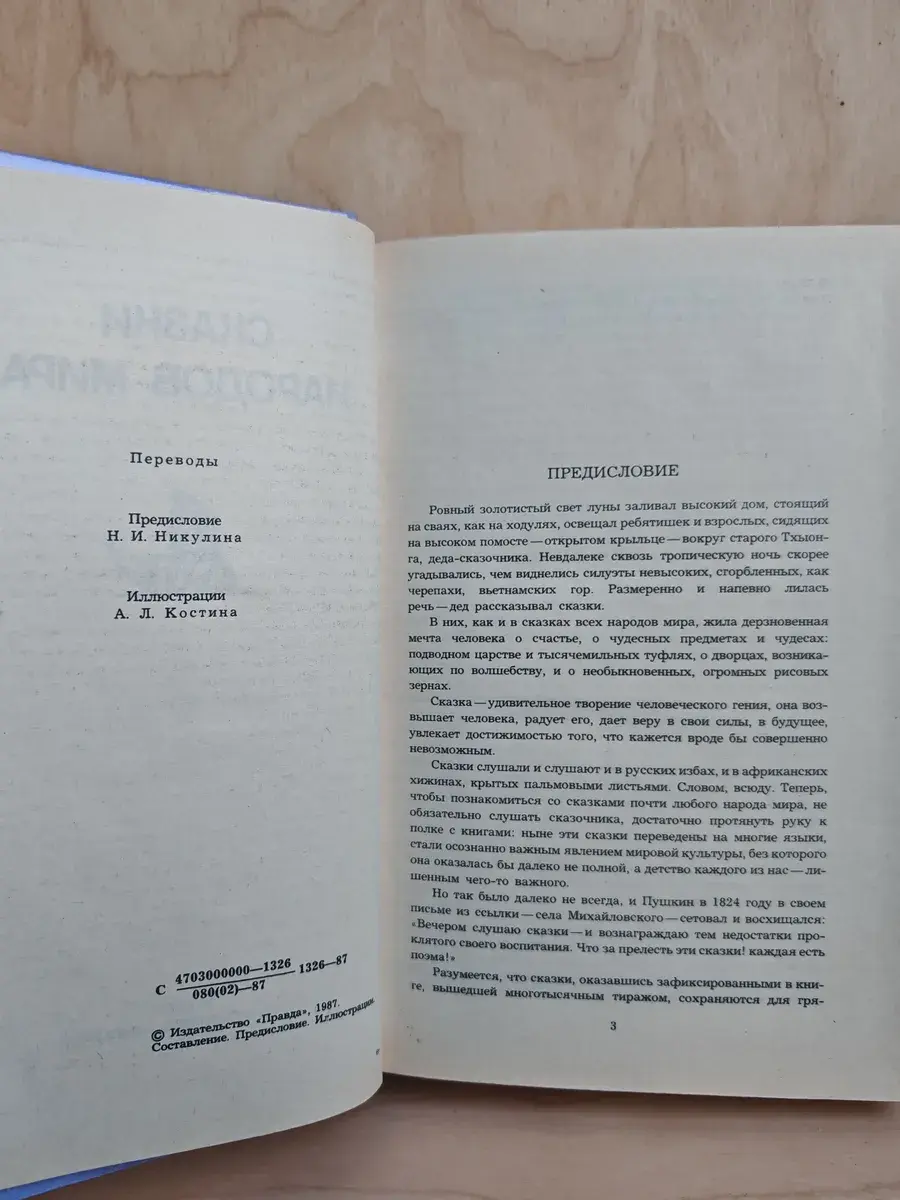 СКАЗКИ
НАРОДОВ МИРА
Переводы
Предисловие
Н. И. Никулина
Иллюстрации
А. Л. Костина
С 4703000000—1326 1326—87
080(02)—87
© Издательство «Правда», 1987.
Составление. Предисловие. Иллюстрации.
ПРЕДИСЛОВИЕ
Ровный золотистый свет луны заливал высокий дом, стоящий
на сваях, как на ходулях, освещал ребятишек и взрослых, сидящих
на высоком помосте — открытом крыльце — вокруг старого Тхыон-
га, деда-сказочника. Невдалеке сквозь тропическую ночь скорее
угадывались, чем виднелись силуэты невысоких, сгорбленных, как
черепахи, вьетнамских гор. Размеренно и напевно лилась
речь — дед рассказывал сказки.
В них, как и в сказках всех народов мира, жила дерзновенная
мечта человека о счастье, о чудесных предметах и чудесах:
подводном царстве и тысячемильных туфлях, о дворцах, возникаю-
ющих по волшебству, и о необыкновенных, огромных рисовых
зернах.
Сказка — удивительное творение человеческого гения, она воз-
вышает человека, радует его, дает веру в свои силы, в будущее,
увлекает достижимостью того, что кажется вроде бы совершенно
невозможным.
Сказки слушали и слушают и в русских избах, и в африканских
хижинах, крытых пальмовыми листьями. Словом, всюду. Теперь,
чтобы познакомиться со сказками почти любого народа мира, не
обязательно слушать сказочника, достаточно протянуть руку к
полке с книгами: ныне эти сказки переведены на многие языки,
стали осознанно важным явлением мировой культуры, без которого
она оказалась бы далеко не полной, а детство каждого из нас — ли-
шенным чего-то важного.
Но так было далеко не всегда, и Пушкин в 1824 году в своем
письме из ссылки — села Михайловского — сетовал и восхищался:
«Вечером слушаю сказки — и вознаграждаю тем недостатки про-
клятого своего воспитания. Что за прелесть эти сказки! каждая есть
поэма!»
Разумеется, что сказки, оказавшись зафиксированными в кни-
ге, вышедшей многотысячным тиражом, сохраняются для гря-
3